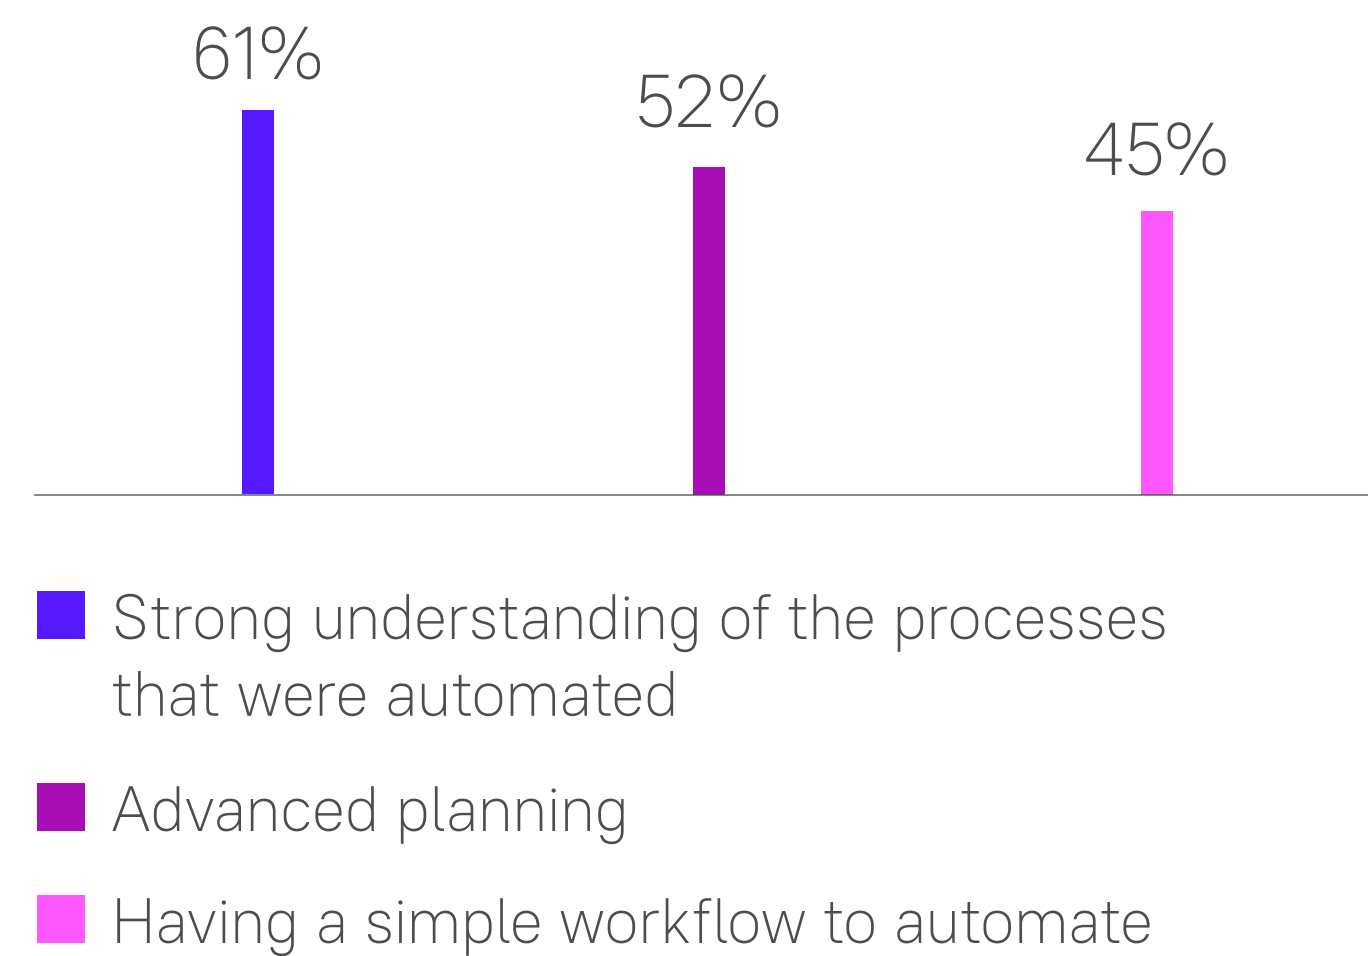 61%
52%
45%
Strong understanding of the processes
that were automated
Advanced planning
Having a simple workflow to automate